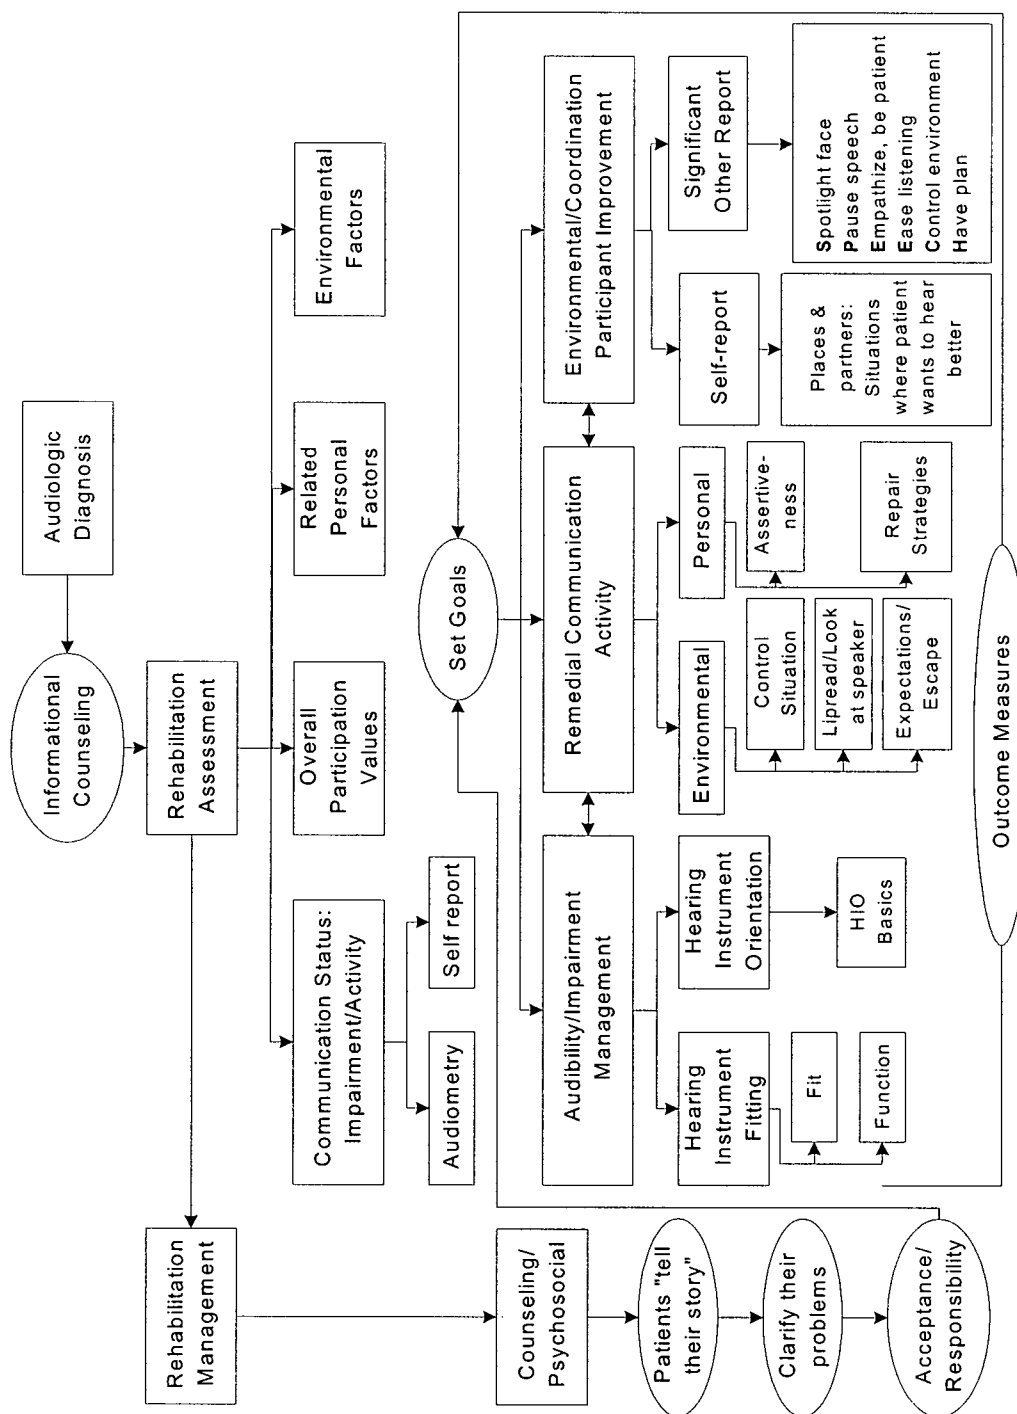 Audiologic
Diagnosis
Informational
Counseling
Rehabilitation
Assessment
Rehabilitation
Management
Communication Status:
Impairment/Activity
Overall
Participation
Values
Related
Personal
Factors
Environmental
Factors
Audiometry
Self report
Counseling/
Psychosocial
Patients "tell
their story"
Clarify their
problems
Acceptance/
Responsibility
Set Goals
Audibility/Impairment
Management
Remedial Communication
Activity
Environmental/Coordination
Participant Improvement
Hearing
Instrument
Fitting
Hearing
Instrument
Orientation
Environmental
Personal
Self-report
Significant
Other Report
Fit
Function
HIO
Basics
Control
Situation
Lipread/Look
at speaker
Expectations/
Escape
Assertive-
ness
Repair
Strategies
Places &
partners:
Situations
where patient
wants to hear
better
Spotlight face
Pause speech
Empathize, be patient
Ease listening
Control environment
Have plan
Outcome Measures